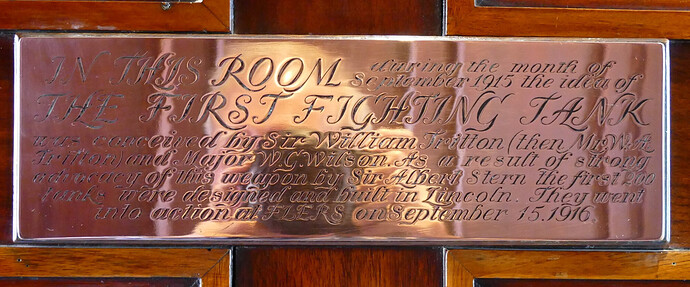 IN THIS ROOM during the month of
September 1915 the idea of
THE FIRST FIGHTING TANK
was conceived by Sir William Tritton (then Mr. W.A.
Tritton) and Major W.G. Wilson. As a result of strong
advocacy of this weapon by Sir Albert Stern the first 200
tanks were designed and built in Lincoln. They went
into action at FLERS on September 15, 1916.